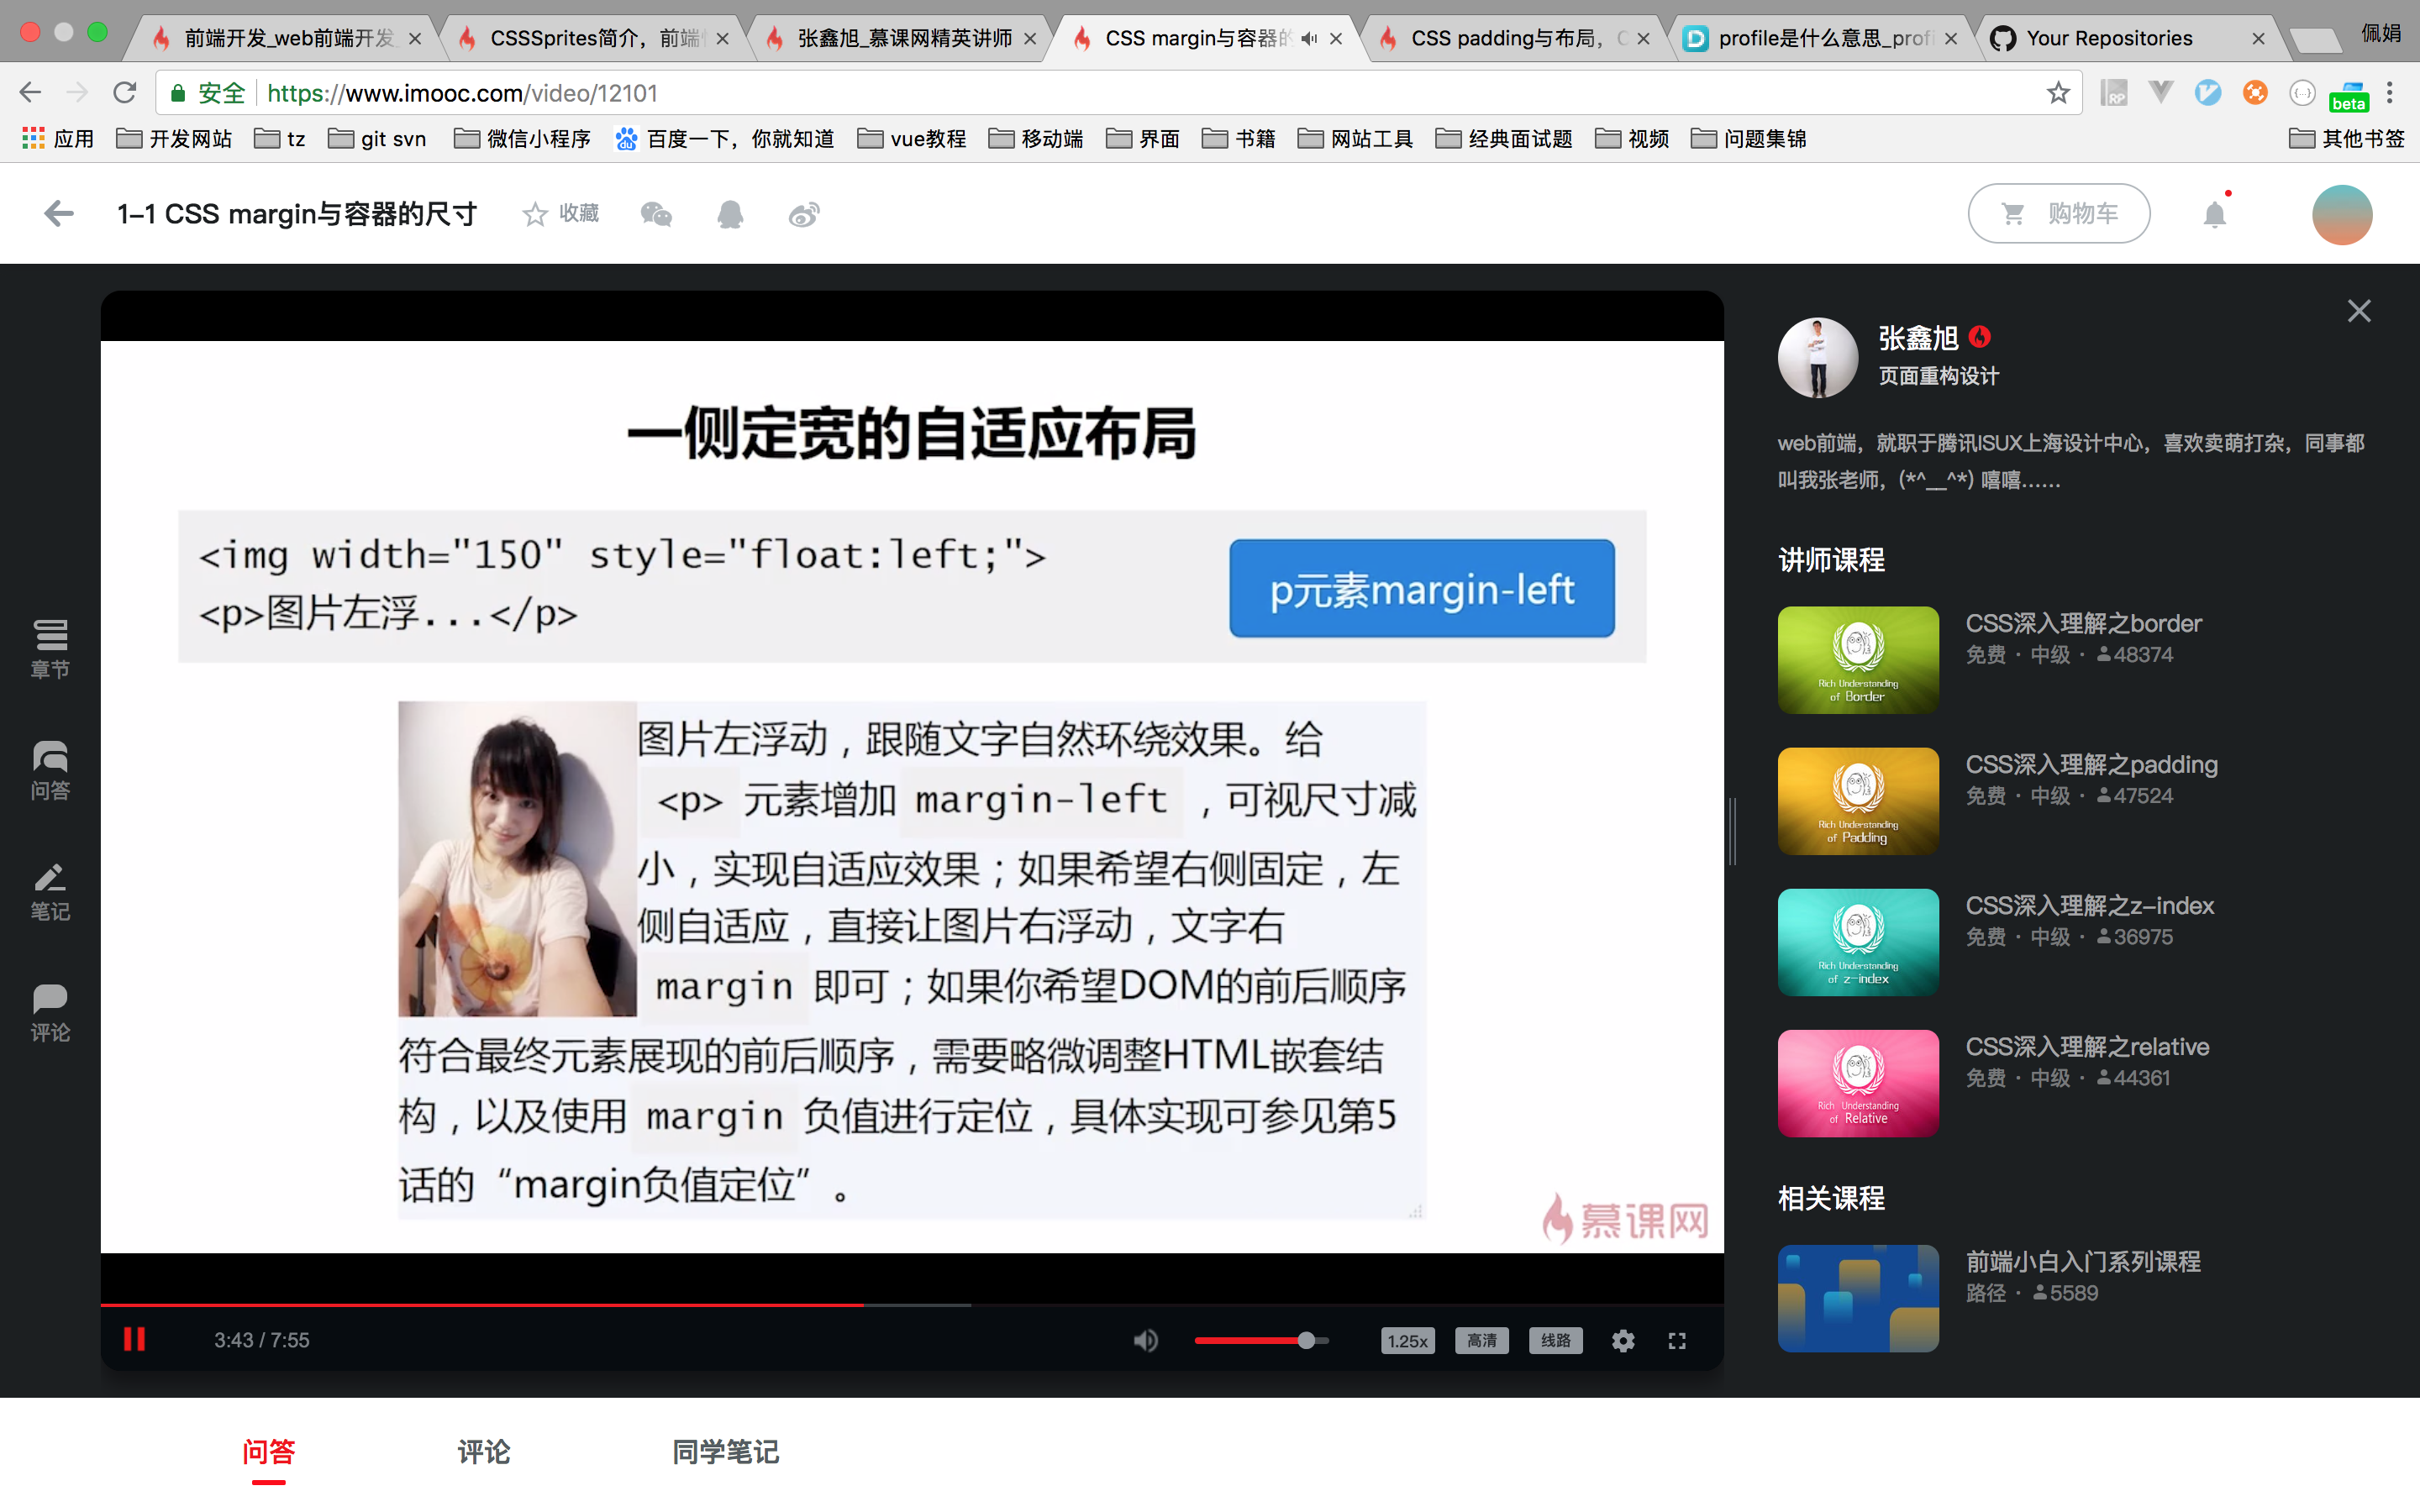 前端开发_web前端开发
CSSSprites简介，前端
张鑫旭_慕课网精英讲师
CSS margin与容器的
CSS padding与布局，
profile是什么意思_prof
Your Repositories
佩娟
安全
https://www.imooc.com/video/12101
beta
应用
开发网站
tz
git svn
微信小程序
百度一下，你就知道
vue教程
移动端
界面
书籍
网站工具
经典面试题
视频
问题集锦
其他书签
1-1 CSS margin与容器的尺寸
收藏
购物车
章节
问答
笔记
评论
一侧定宽的自适应布局
<img width="150" style="float:left;">
<p>图片左浮...</p>
p元素margin-left
图片左浮动，跟随文字自然环绕效果。给
<p> 元素增加 margin-left ，可视尺寸减
小，实现自适应效果；如果希望右侧固定，左
侧自适应，直接让图片右浮动，文字右
margin 即可；如果你希望DOM的前后顺序
符合最终元素展现的前后顺序，需要略微调整HTML嵌套结
构，以及使用 margin 负值进行定位，具体实现可参见第5
话的“margin负值定位”。
慕课网
3:43 / 7:55
1.25x
高清
线路
张鑫旭
页面重构设计
web前端，就职于腾讯ISUX上海设计中心，喜欢卖萌打杂，同事都
叫我张老师，(*^__^*) 嘻嘻……
讲师课程
Rich Understanding
of Border
CSS深入理解之border
免费 · 中级 · 48374
Rich Understanding
of Padding
CSS深入理解之padding
免费 · 中级 · 47524
Rich Understanding
of z-index
CSS深入理解之z-index
免费 · 中级 · 36975
Rich Understanding
of Relative
CSS深入理解之relative
免费 · 中级 · 44361
相关课程
前端小白入门系列课程
路径 · 5589
问答
评论
同学笔记